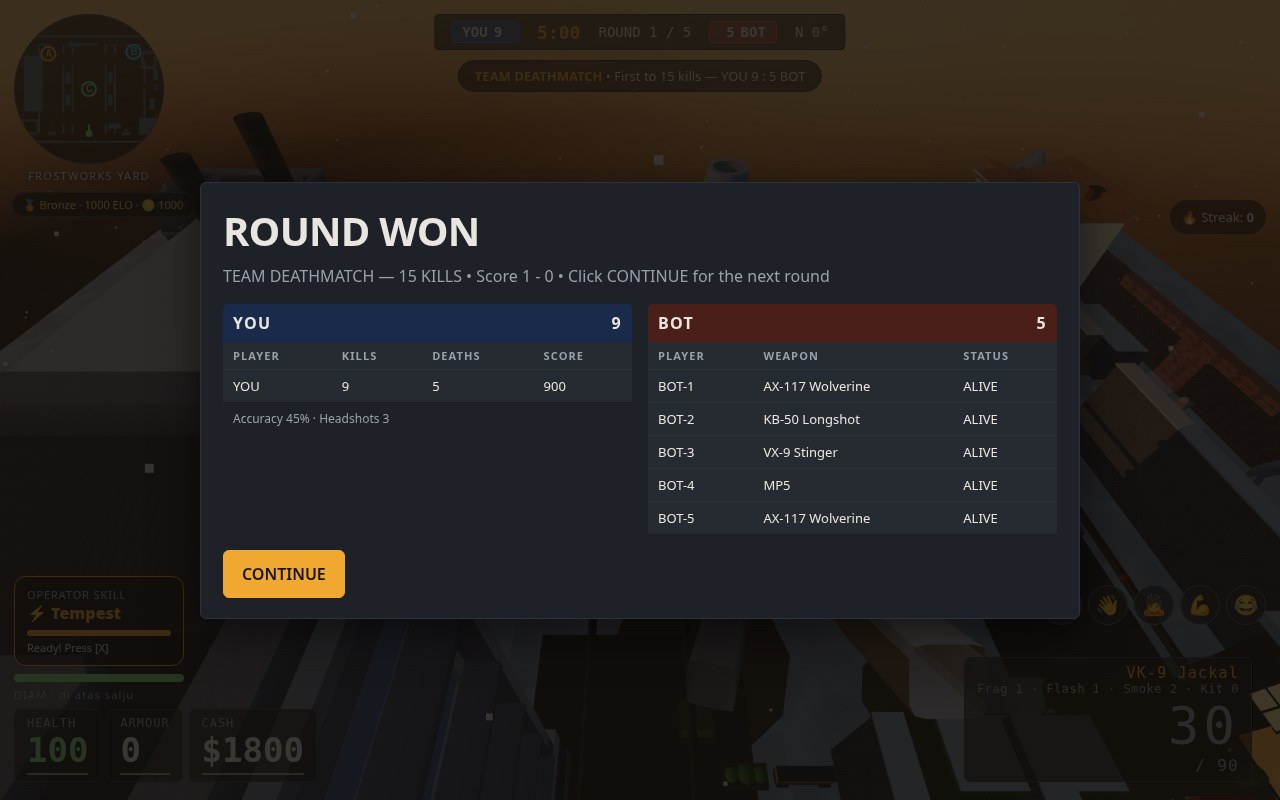 YOU 9 5:00 ROUND 1 / 5 5 BOT N 0°
TEAM DEATHMATCH • First to 15 kills — YOU 9 : 5 BOT
A
B
C
FROSTWORKS YARD
Bronze · 1000 ELO · 1000
Streak: 0
ROUND WON
TEAM DEATHMATCH — 15 KILLS • Score 1 - 0 • Click CONTINUE for the next round
YOU 9
PLAYER KILLS DEATHS SCORE
YOU 9 5 900
Accuracy 45% · Headshots 3
BOT 5
PLAYER WEAPON STATUS
BOT-1 AX-117 Wolverine ALIVE
BOT-2 KB-50 Longshot ALIVE
BOT-3 VX-9 Stinger ALIVE
BOT-4 MP5 ALIVE
BOT-5 AX-117 Wolverine ALIVE
CONTINUE
OPERATOR SKILL
⚡ Tempest
Ready! Press [X]
DIAM · di atas salju
HEALTH ARMOUR CASH
100 0 $1800
VK-9 Jackal
Frag 1 · Flash 1 · Smoke 2 · Kit 0
30
/ 90